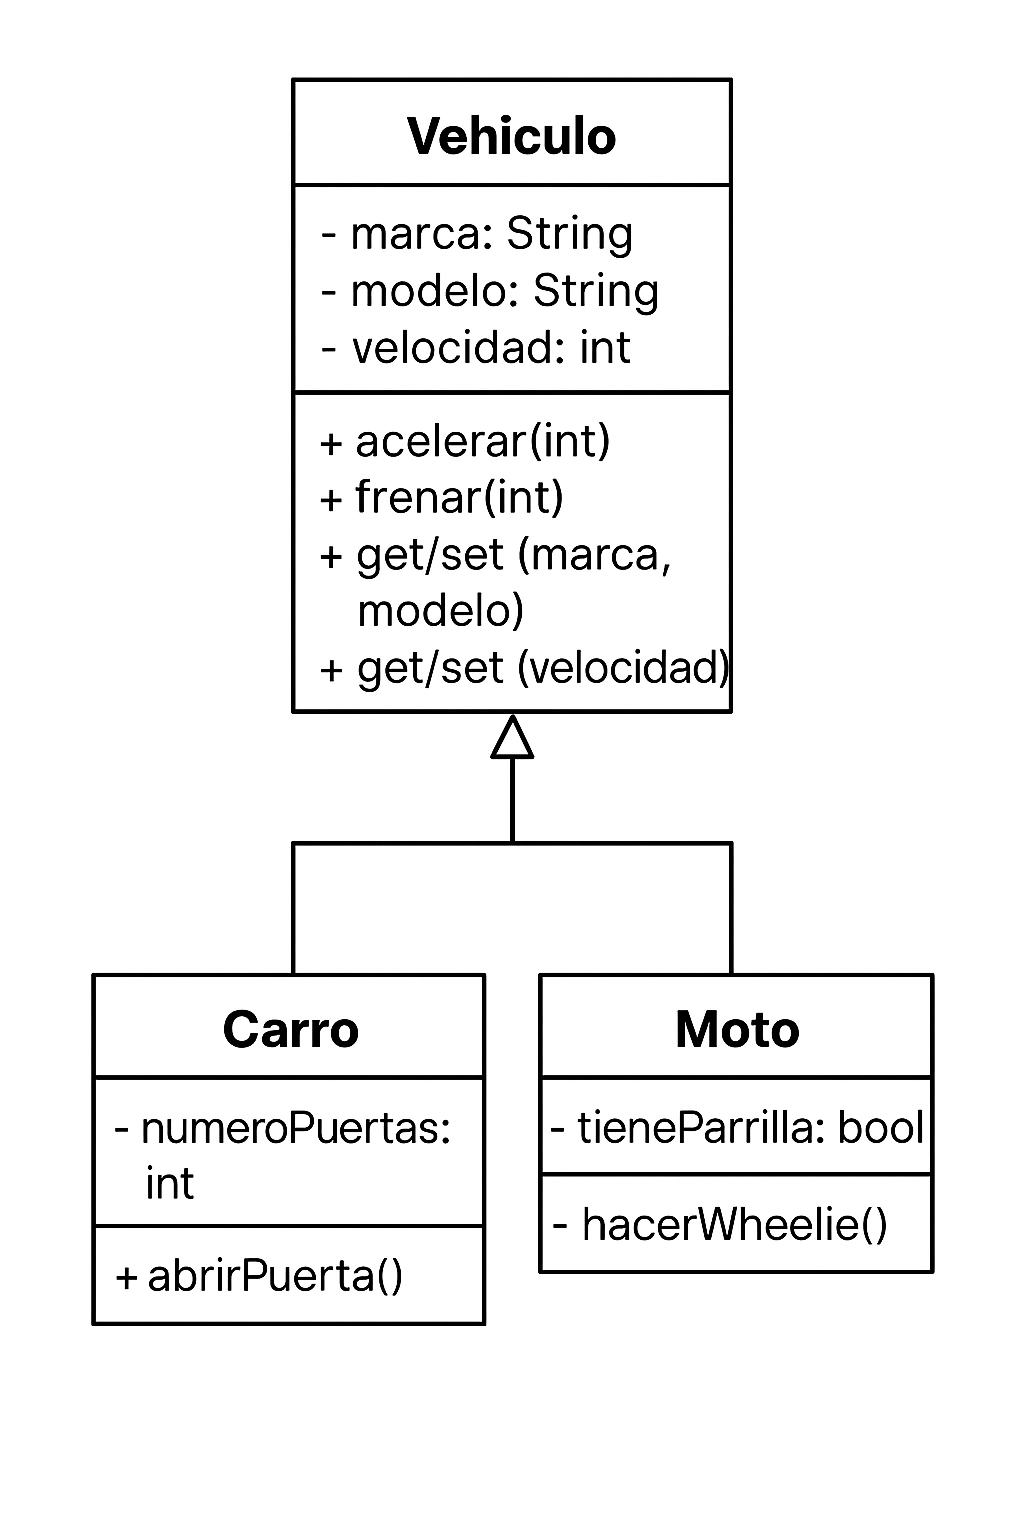 Vehiculo
- marca: String
- modelo: String
- velocidad: int
+ acelerar(int)
+ frenar(int)
+ get/set (marca,
modelo)
+ get/set (velocidad)
Carro
- numeroPuertas:
int
+ abrirPuerta()
Moto
- tieneParrilla: bool
- hacerWheelie()